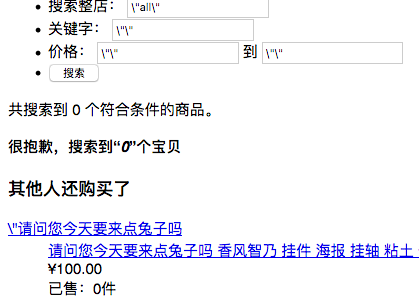 搜索整店： \"all\"
关键字： \"\"
价格： \"\" 到 \"\"
搜索
共搜索到 0 个符合条件的商品。
很抱歉，搜索到“0”个宝贝
其他人还购买了
\"请问您今天要来点兔子吗
请问您今天要来点兔子吗 香风智乃 挂件 海报 挂轴 粘土
¥100.00
已售：0件